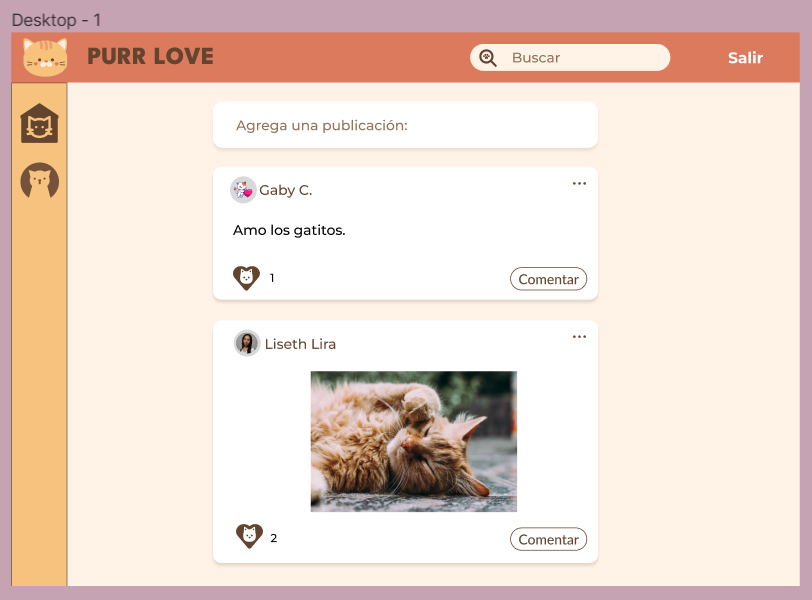 Desktop - 1
PURR LOVE
Buscar
Salir
Agrega una publicación:
Gaby C.
...
Amo los gatitos.
1
Comentar
Liseth Lira
...
2
Comentar